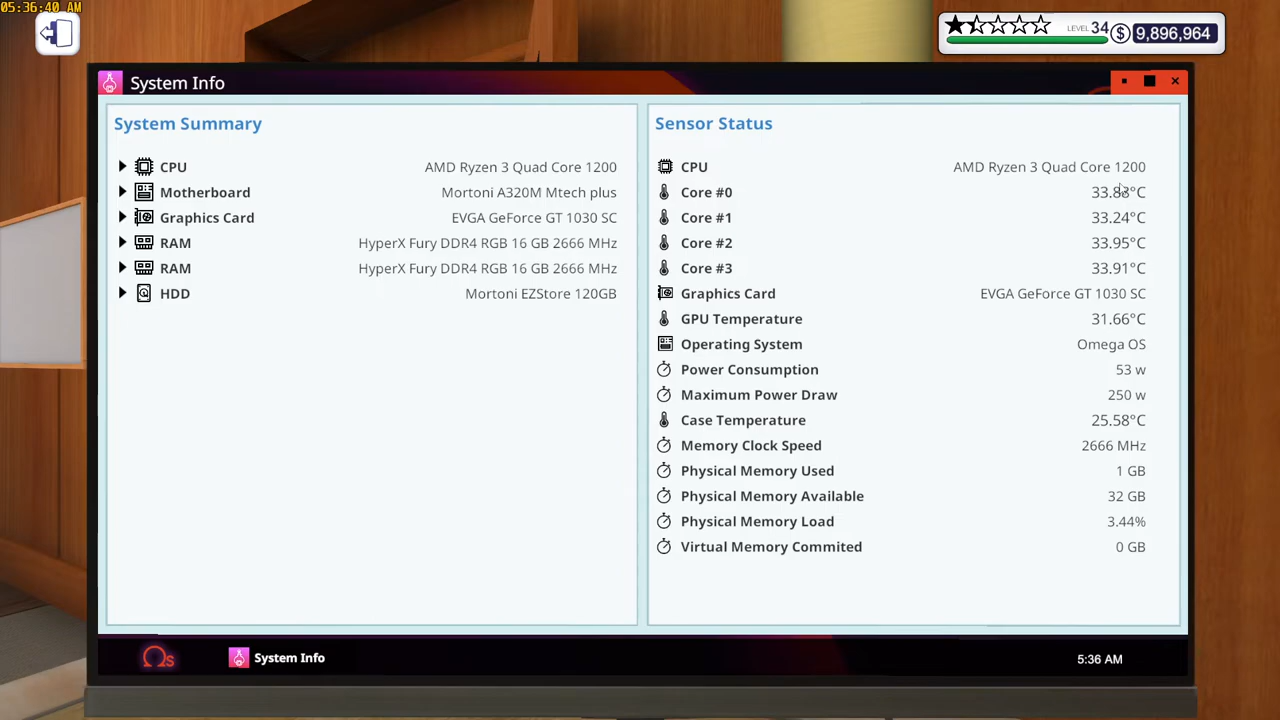 05:36:40 AM
LEVEL 34 $ 9,896,964
System Info
System Summary
CPU AMD Ryzen 3 Quad Core 1200
Motherboard Mortoni A320M Mtech plus
Graphics Card EVGA GeForce GT 1030 SC
RAM HyperX Fury DDR4 RGB 16 GB 2666 MHz
RAM HyperX Fury DDR4 RGB 16 GB 2666 MHz
HDD Mortoni EZStore 120GB
Sensor Status
CPU AMD Ryzen 3 Quad Core 1200
Core #0 33.83°C
Core #1 33.24°C
Core #2 33.95°C
Core #3 33.91°C
Graphics Card EVGA GeForce GT 1030 SC
GPU Temperature 31.66°C
Operating System Omega OS
Power Consumption 53 w
Maximum Power Draw 250 w
Case Temperature 25.58°C
Memory Clock Speed 2666 MHz
Physical Memory Used 1 GB
Physical Memory Available 32 GB
Physical Memory Load 3.44%
Virtual Memory Commited 0 GB
Ωs System Info 5:36 AM